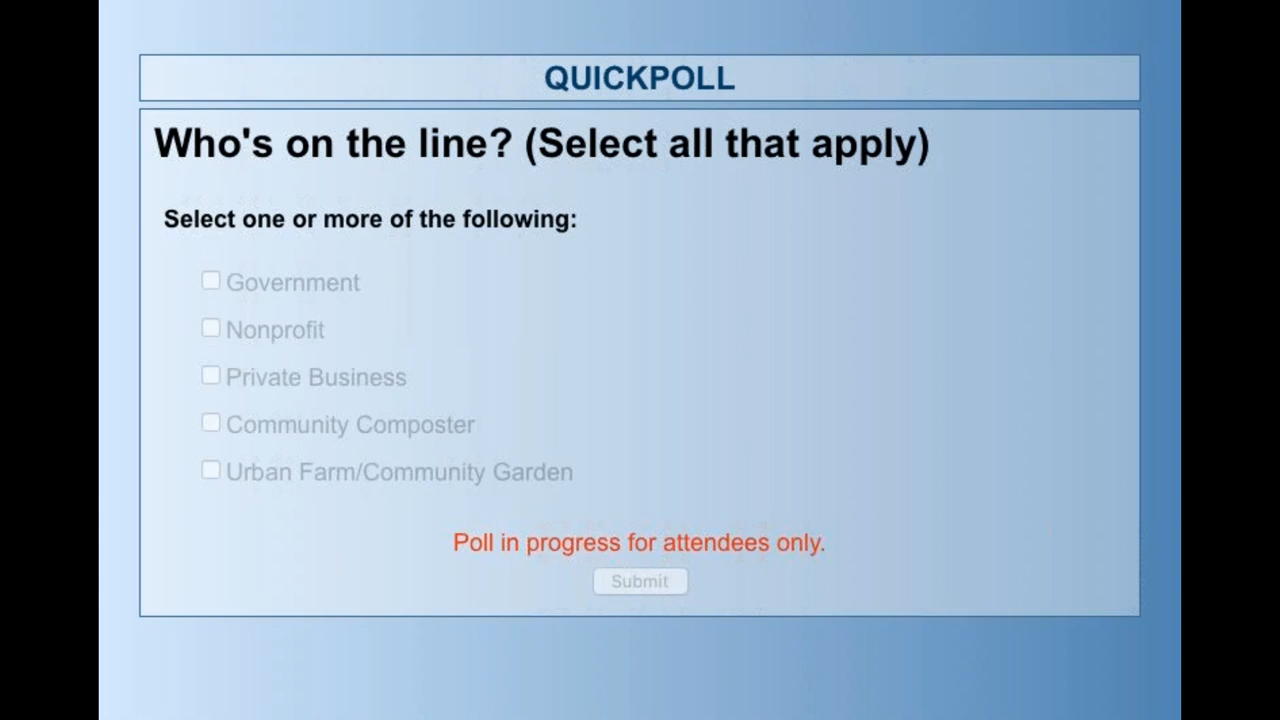 QUICKPOLL
Who's on the line? (Select all that apply)
Select one or more of the following:
Government
Nonprofit
Private Business
Community Composter
Urban Farm/Community Garden
Poll in progress for attendees only.
Submit